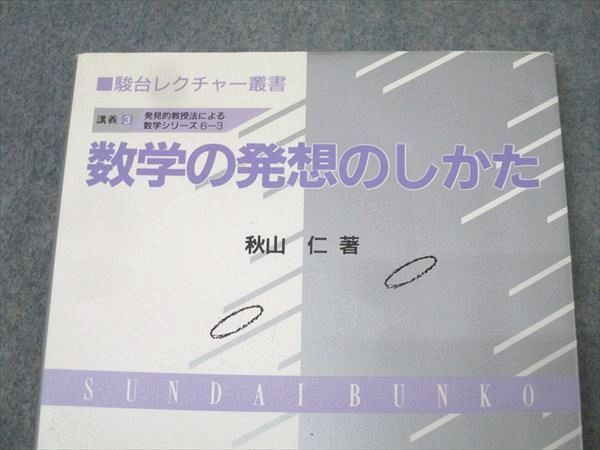 ■駿台レクチャー叢書
講義 3 発見的教授法による
数学シリーズ 6-3
数学の発想のしかた
秋山 仁 著
SUNDAI BUNKO